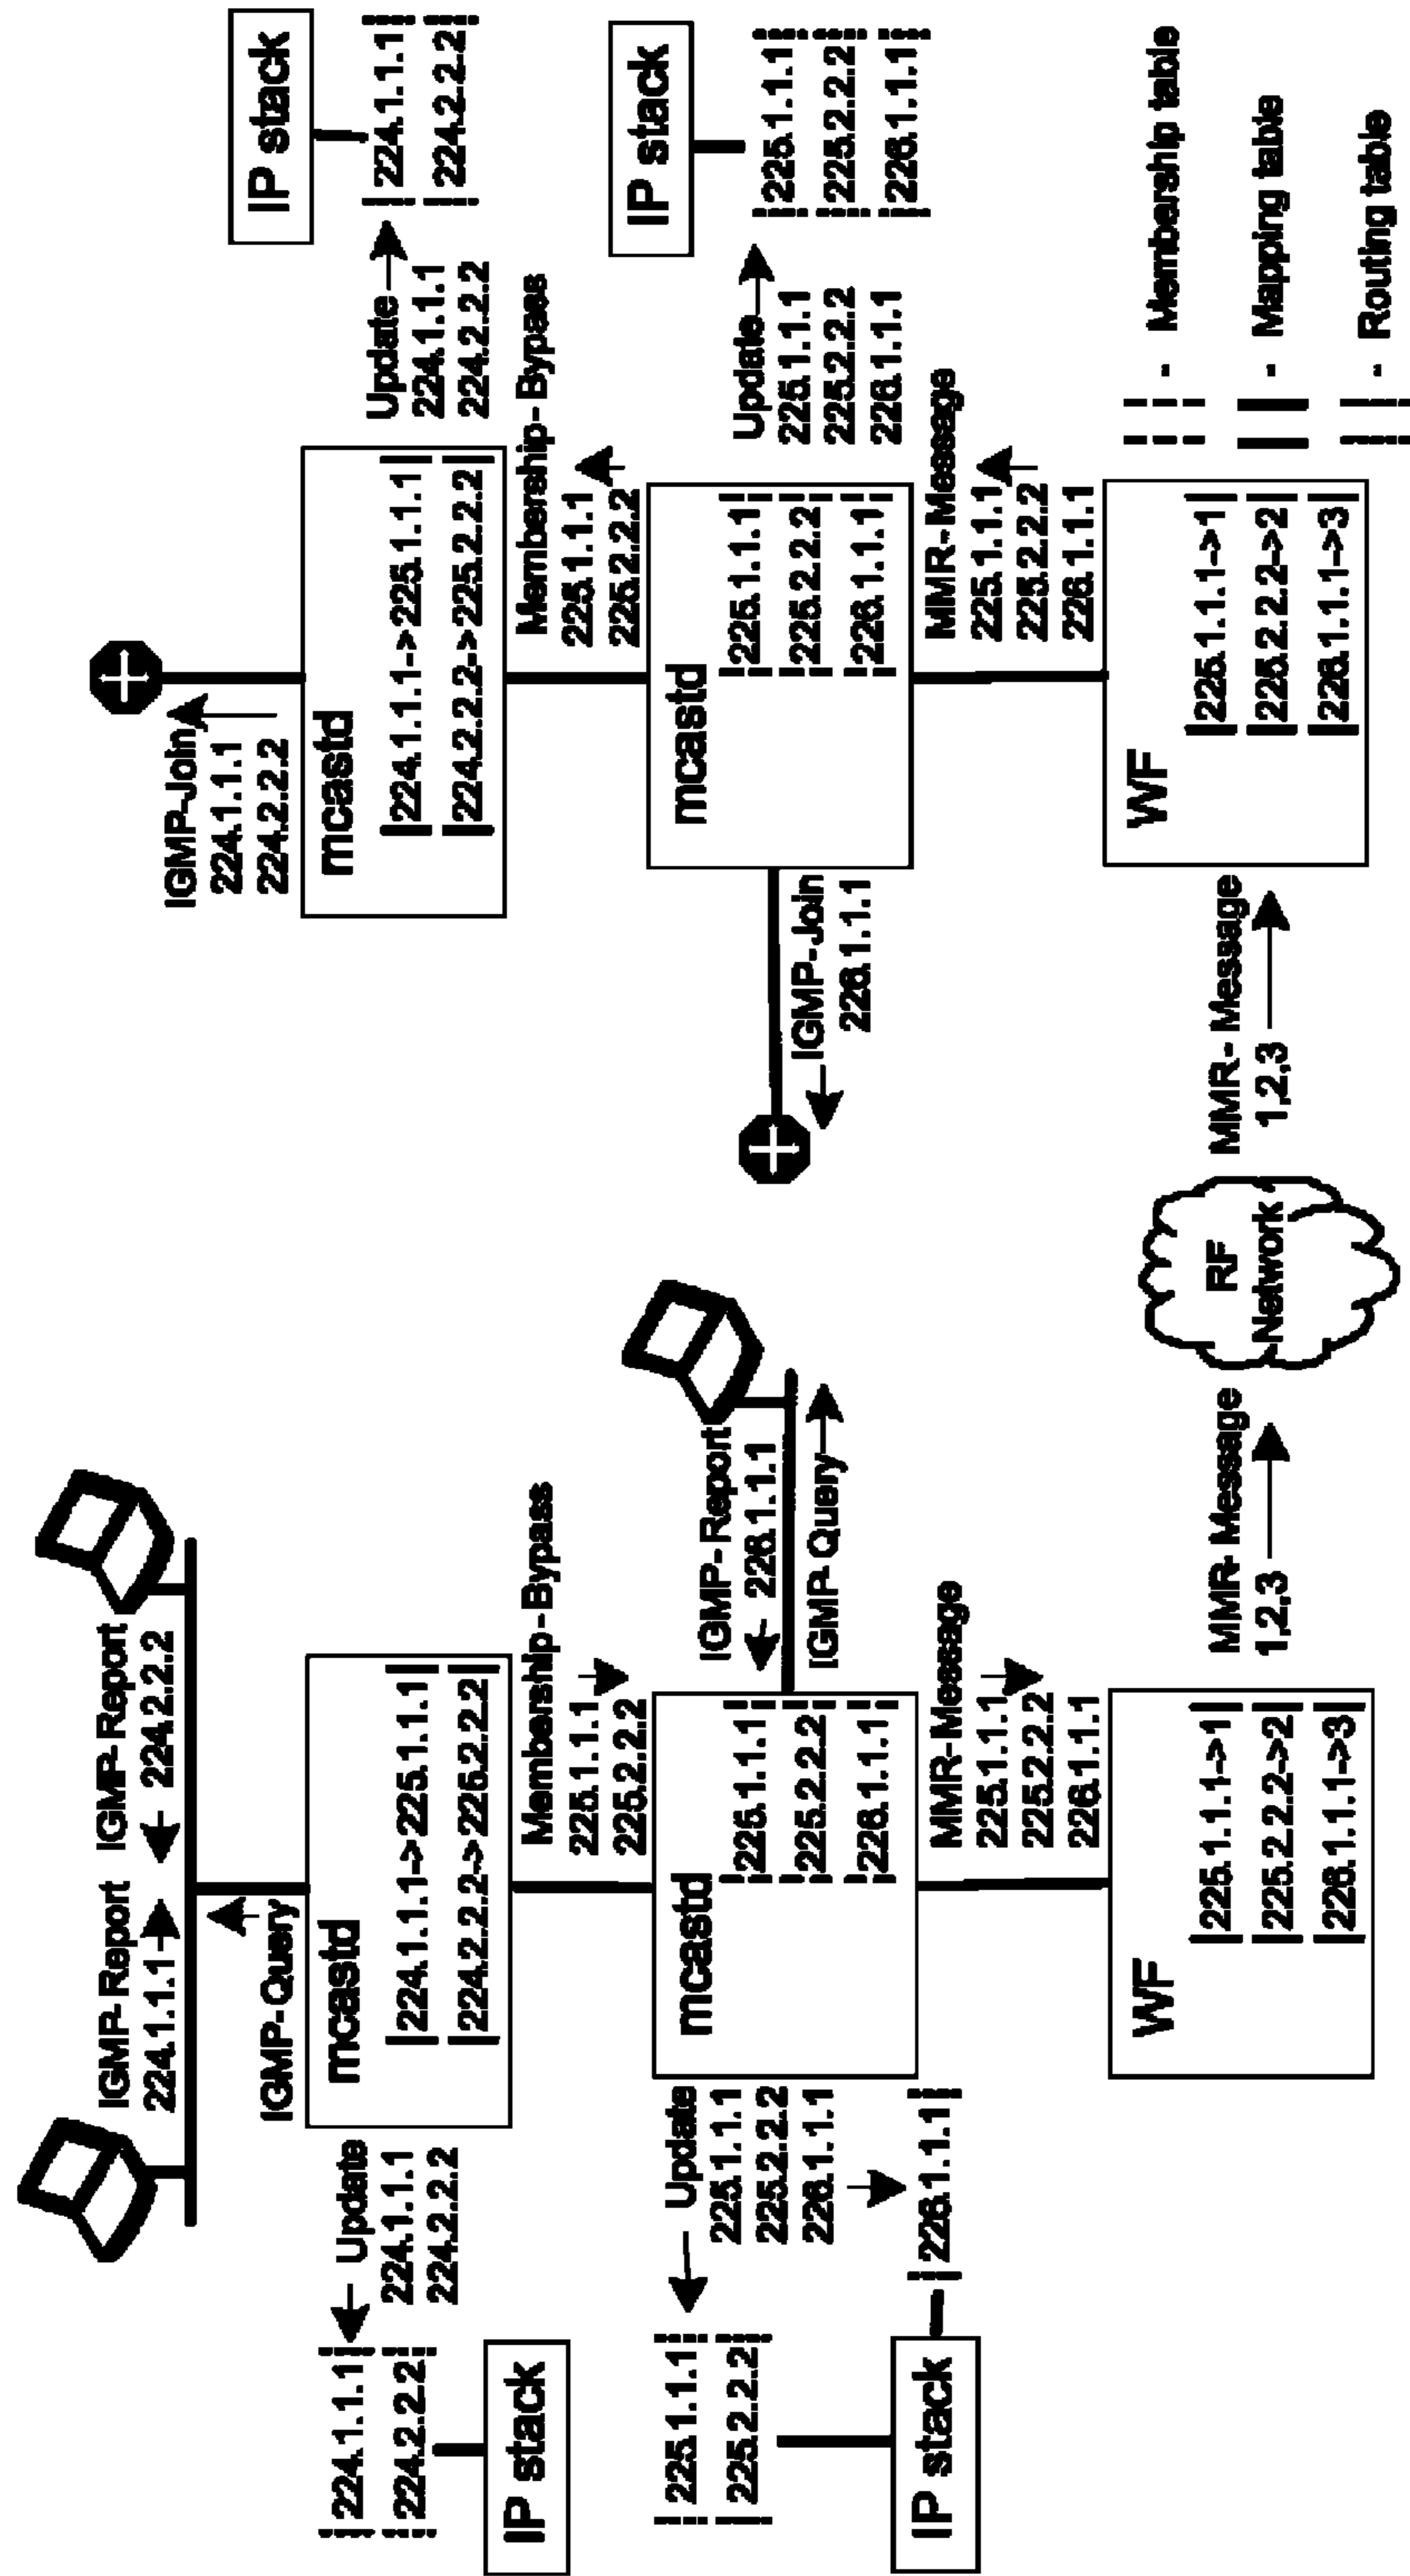 IGMP-Report
224.1.1.1
IGMP-Report
224.2.2.2
IGMP-Query
mcastd
224.1.1.1->225.1.1.1
224.2.2.2->225.2.2.2
Update
224.1.1.1
224.2.2.2
224.1.1.1
224.2.2.2
IP stack
Membership-Bypass
225.1.1.1
225.2.2.2
mcastd
225.1.1.1
225.2.2.2
226.1.1.1
IGMP-Report
226.1.1.1
IGMP-Query
Update
225.1.1.1
225.2.2.2
226.1.1.1
225.1.1.1
225.2.2.2
226.1.1.1
IP stack
MMR-Message
225.1.1.1
225.2.2.2
226.1.1.1
WF
225.1.1.1->1
225.2.2.2->2
226.1.1.1->3
MMR-Message
1,2,3
RF
Network
MMR-Message
1,2,3
IGMP-Join
224.1.1.1
224.2.2.2
mcastd
224.1.1.1->225.1.1.1
224.2.2.2->225.2.2.2
Update
224.1.1.1
224.2.2.2
IP stack
224.1.1.1
224.2.2.2
Membership-Bypass
225.1.1.1
225.2.2.2
mcastd
225.1.1.1
225.2.2.2
226.1.1.1
IGMP-Join
226.1.1.1
Update
225.1.1.1
225.2.2.2
226.1.1.1
IP stack
225.1.1.1
225.2.2.2
226.1.1.1
MMR-Message
225.1.1.1
225.2.2.2
226.1.1.1
WF
225.1.1.1->1
225.2.2.2->2
226.1.1.1->3
- Membership table
- Mapping table
- Routing table